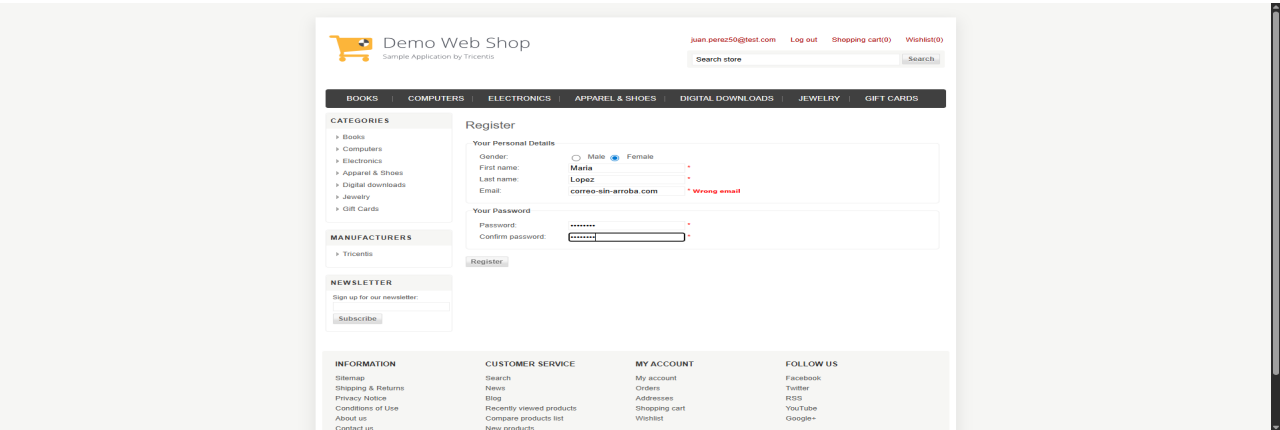 Demo Web Shop
Sample Application by Tricentis
juan.perez50@test.com Log out Shopping cart(0) Wishlist(0)
Search store Search
BOOKS COMPUTERS ELECTRONICS APPAREL & SHOES DIGITAL DOWNLOADS JEWELRY GIFT CARDS
CATEGORIES
Books
Computers
Electronics
Apparel & Shoes
Digital downloads
Jewelry
Gift Cards
MANUFACTURERS
Tricentis
NEWSLETTER
Sign up for our newsletter:
Subscribe
Register
Your Personal Details
Gender: Male Female
First name: Maria *
Last name: Lopez *
Email: correo-sin-arroba.com * Wrong email
Your Password
Password: •••••••• *
Confirm password: •••••••• *
Register
INFORMATION
Sitemap
Shipping & Returns
Privacy Notice
Conditions of Use
About us
Contact us
CUSTOMER SERVICE
Search
News
Blog
Recently viewed products
Compare products list
New products
MY ACCOUNT
My account
Orders
Addresses
Shopping cart
Wishlist
FOLLOW US
Facebook
Twitter
RSS
YouTube
Google+